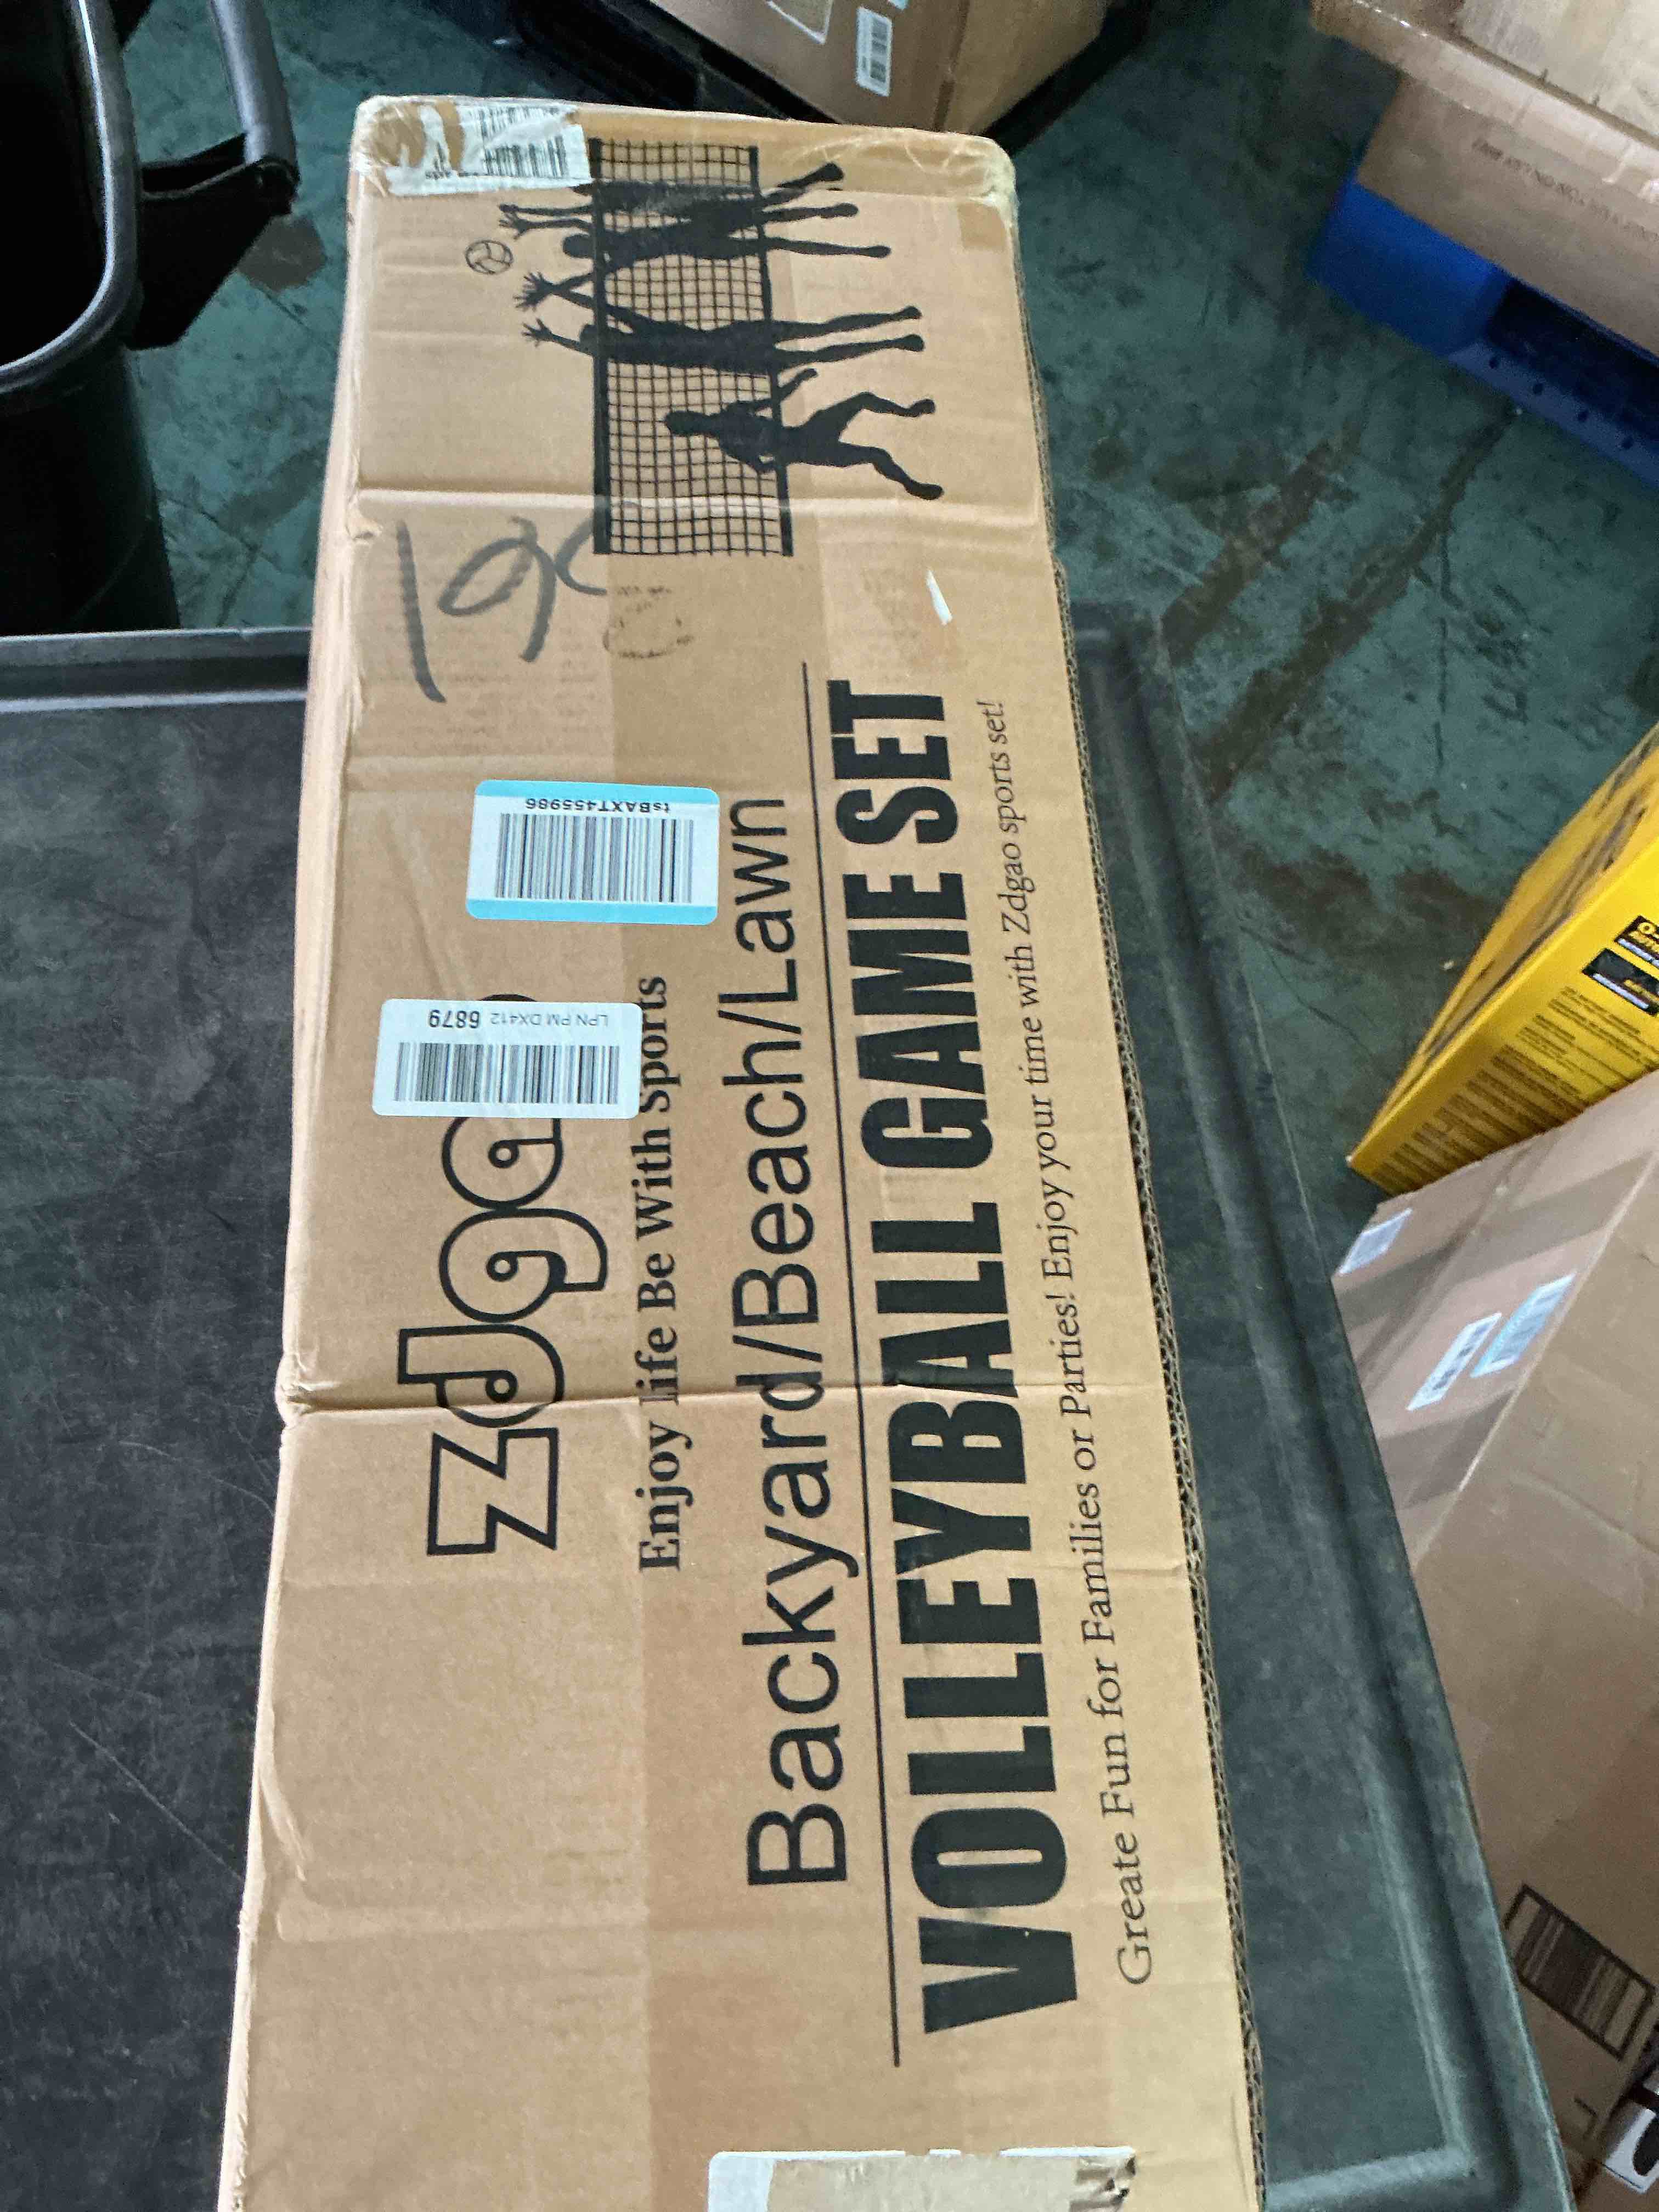 zdga
Enjoy life Be With Sports
Backyard/Beach/Lawn
VOLLEYBALL GAME SET
Greate Fun for Families or Parties! Enjoy your time with Zdgao sports set!
tsBAXT455986
LPN PM DX412 6879